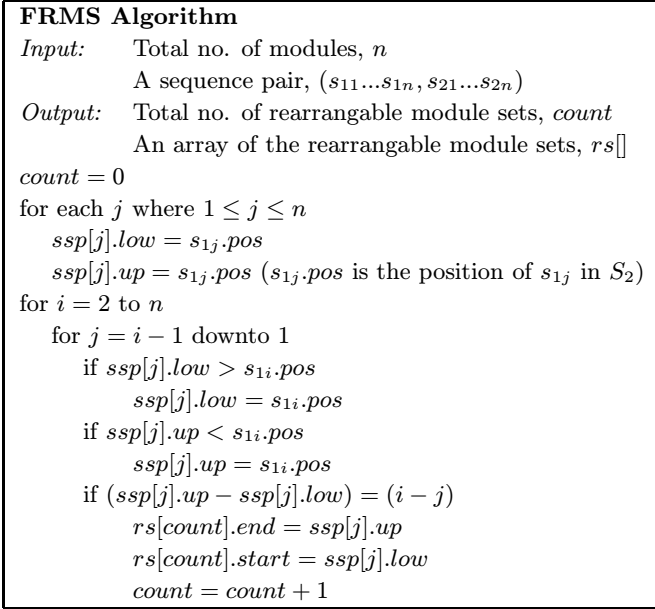 FRMS Algorithm
Input: Total no. of modules, n
A sequence pair, (s₁₁...s₁ₙ, s₂₁...s₂ₙ)
Output: Total no. of rearrangable module sets, count
An array of the rearrangable module sets, rs[]
count = 0
for each j where 1 ≤ j ≤ n
ssp[j].low = s₁ⱼ.pos
ssp[j].up = s₁ⱼ.pos (s₁ⱼ.pos is the position of s₁ⱼ in S₂)
for i = 2 to n
for j = i − 1 downto 1
if ssp[j].low > s₁ᵢ.pos
ssp[j].low = s₁ᵢ.pos
if ssp[j].up < s₁ᵢ.pos
ssp[j].up = s₁ᵢ.pos
if (ssp[j].up − ssp[j].low) = (i − j)
rs[count].end = ssp[j].up
rs[count].start = ssp[j].low
count = count + 1